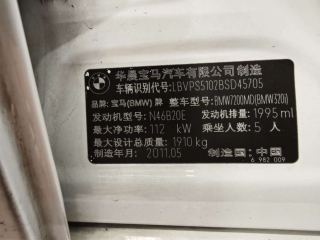 华晨宝马汽车有限公司制造
车辆识别代号:LBVPS5102BSD45705
品牌:宝马(BMW)牌 整车型号:BMW7200MD(BMW320i)
发动机型号:N46B20E 发动机排量:1995ml
最大净功率:112 kW 乘坐人数:5 人
最大设计总质量:1910kg
制造年月:2011.05 制造国:中国
6 982 009